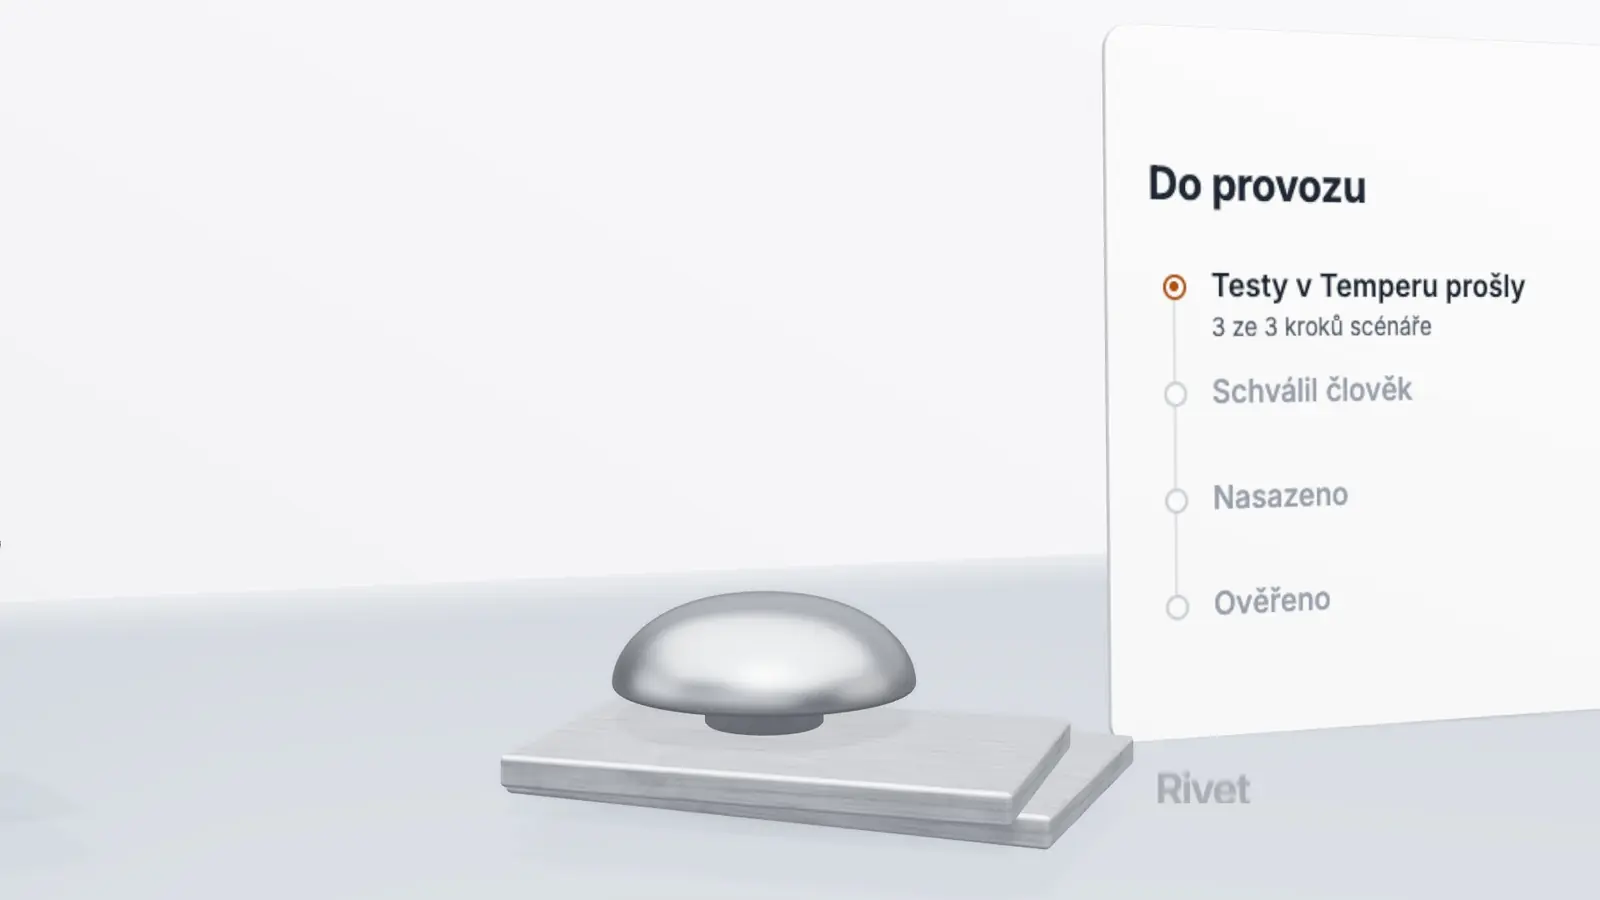 Do provozu
Testy v Temperu prošly
3 ze 3 kroků scénáře
Schválil člověk
Nasazeno
Ověřeno
Rivet